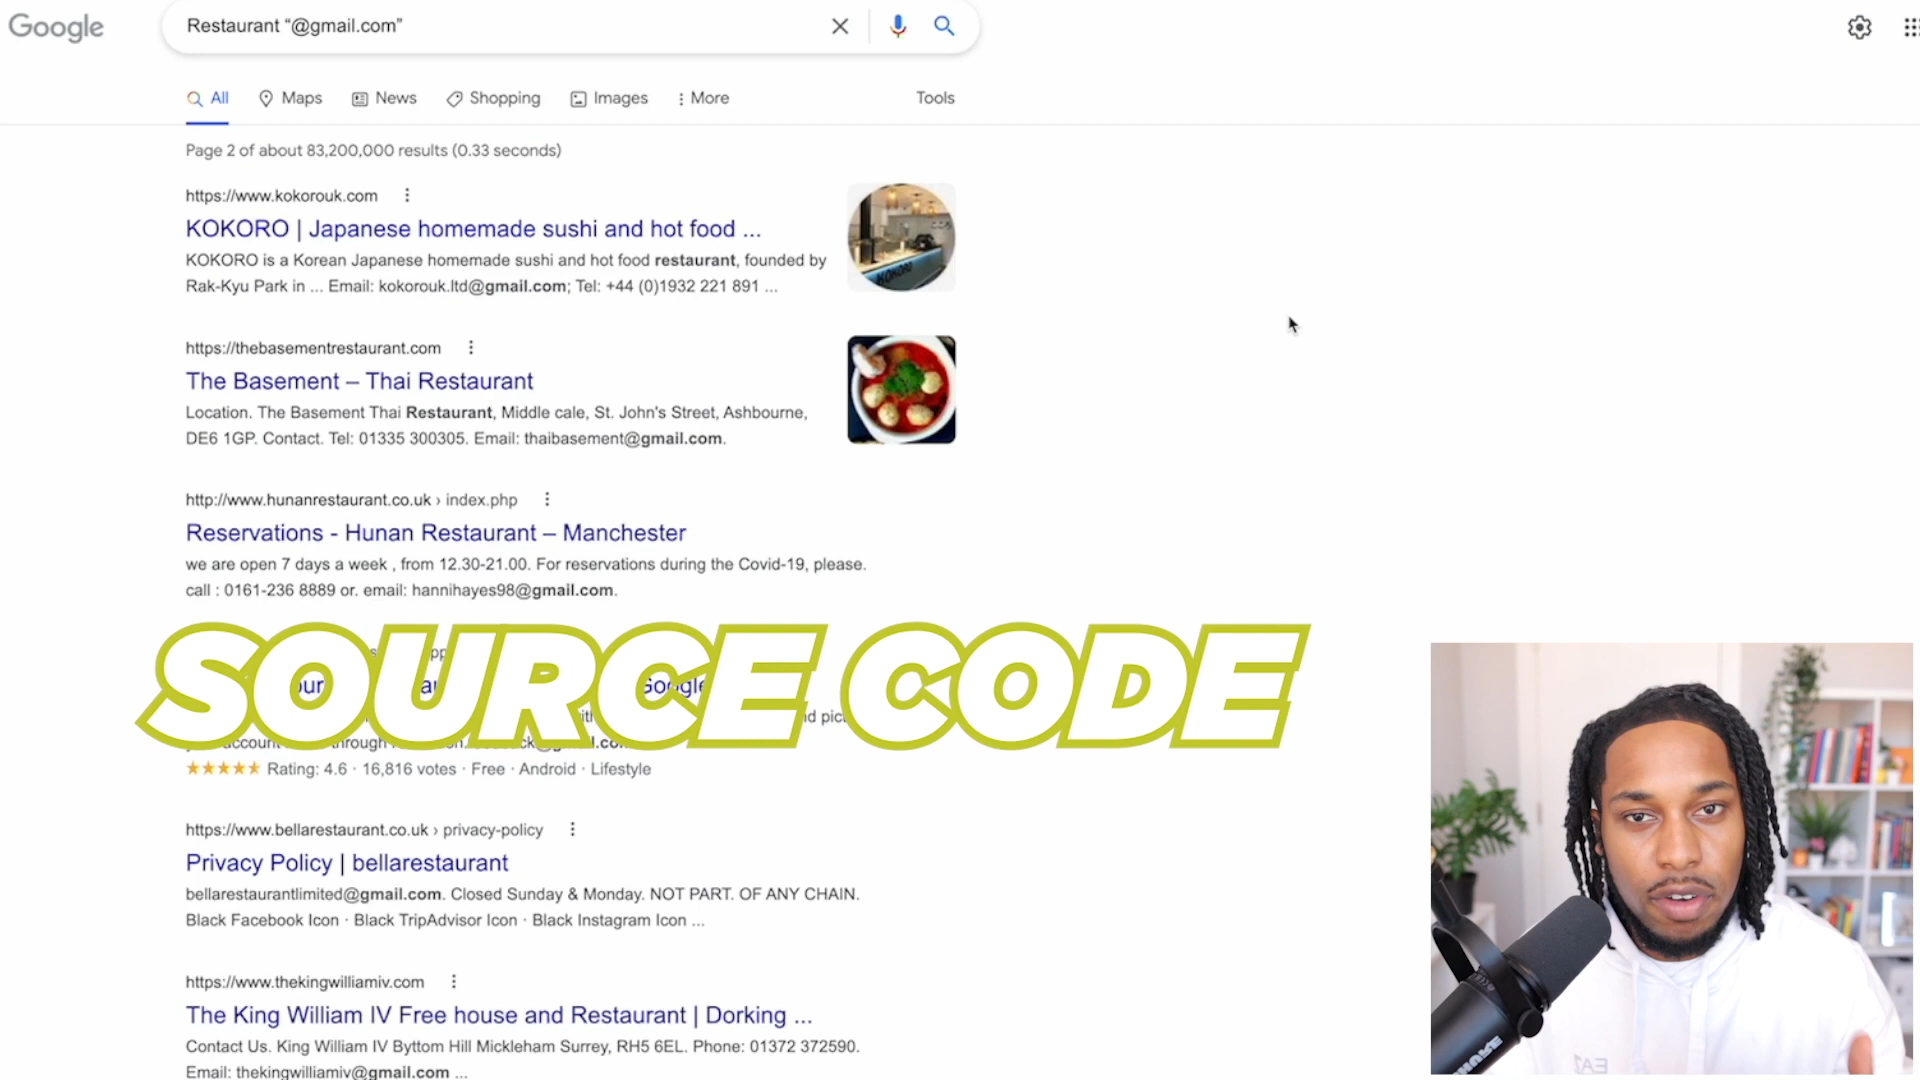 Google
Restaurant “@gmail.com”
All Maps News Shopping Images More Tools
Page 2 of about 83,200,000 results (0.33 seconds)
https://www.kokorouk.com
KOKORO | Japanese homemade sushi and hot food ...
KOKORO is a Korean Japanese homemade sushi and hot food restaurant, founded by
Rak-Kyu Park in ... Email: kokorouk.ltd@gmail.com; Tel: +44 (0)1932 221 891 ...
https://thebasementrestaurant.com
The Basement – Thai Restaurant
Location. The Basement Thai Restaurant, Middle cale, St. John's Street, Ashbourne,
DE6 1GP. Contact. Tel: 01335 300305. Email: thaibasement@gmail.com.
http://www.hunanrestaurant.co.uk › index.php
Reservations - Hunan Restaurant – Manchester
we are open 7 days a week , from 12.30-21.00. For reservations during the Covid-19, please.
call : 0161-236 8889 or. email: hannihayes98@gmail.com.
SOURCE CODE
Google
account through
Rating: 4.6 · 16,816 votes · Free · Android · Lifestyle
https://www.bellarestaurant.co.uk › privacy-policy
Privacy Policy | bellarestaurant
bellarestaurantlimited@gmail.com. Closed Sunday & Monday. NOT PART. OF ANY CHAIN.
Black Facebook Icon · Black TripAdvisor Icon · Black Instagram Icon ...
https://www.thekingwilliamiv.com
The King William IV Free house and Restaurant | Dorking ...
Contact Us. King William IV Byttom Hill Mickleham Surrey, RH5 6EL. Phone: 01372 372590.
Email: thekingwilliamiv@gmail.com ...